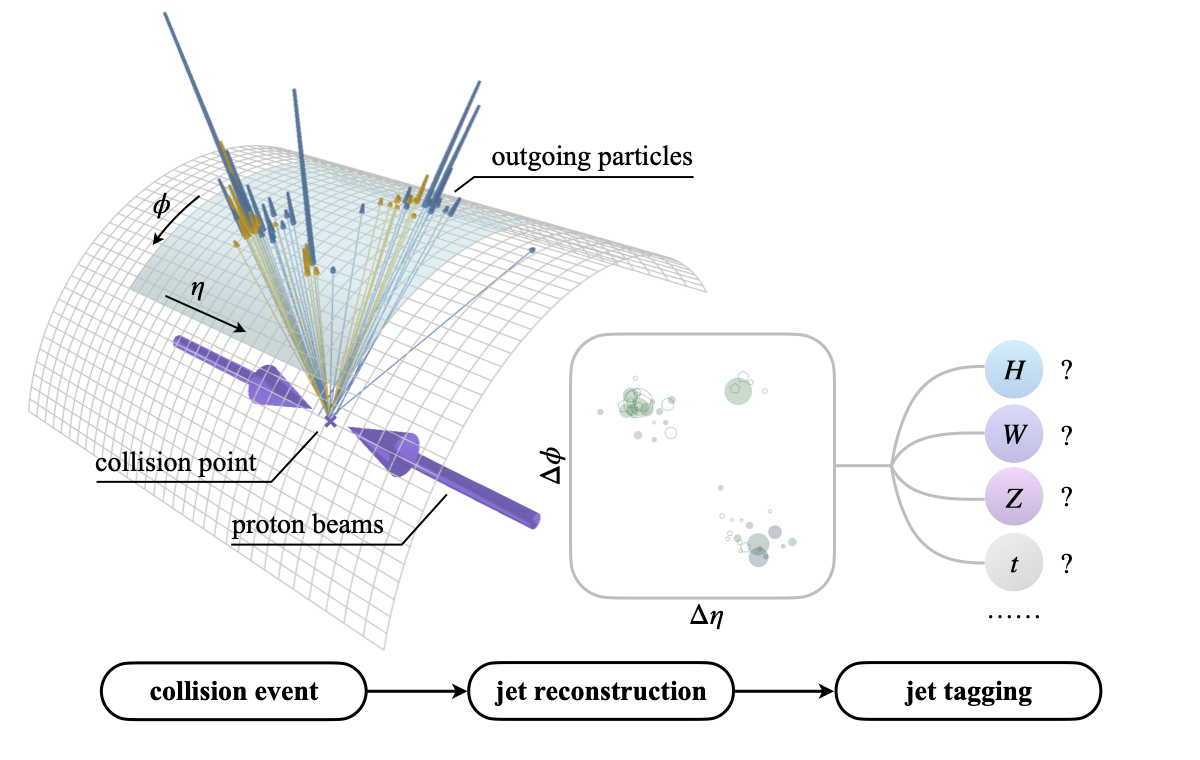 outgoing particles
ϕ
η
collision point
proton beams
Δϕ
Δη
H ?
W ?
Z ?
t ?
......
collision event
jet reconstruction
jet tagging